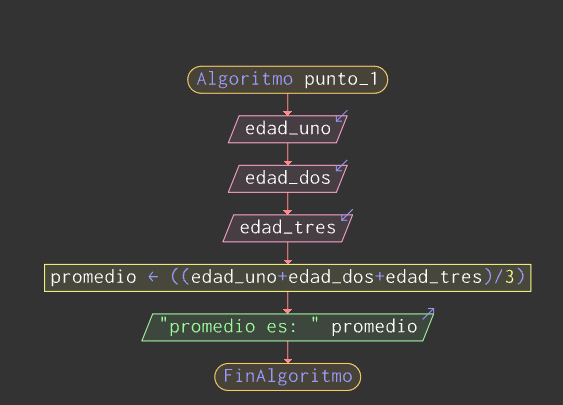 Algoritmo punto_1
edad_uno
edad_dos
edad_tres
promedio ← ((edad_uno+edad_dos+edad_tres)/3)
"promedio es: " promedio
FinAlgoritmo